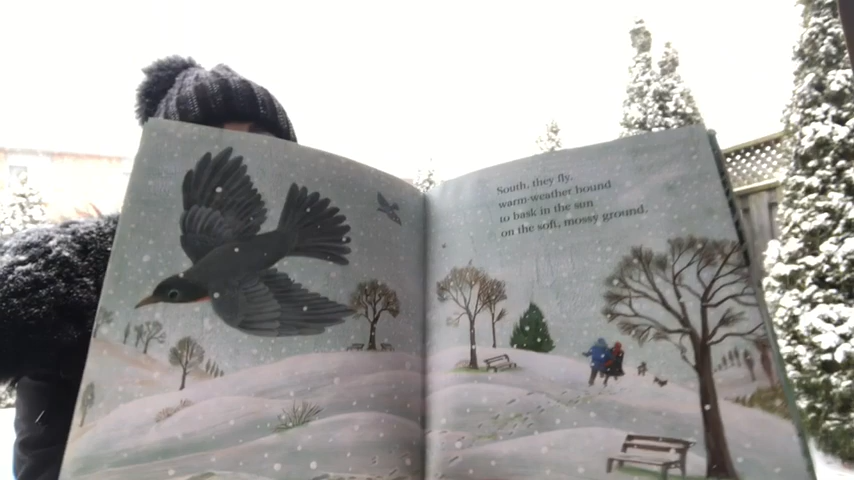 South, they fly,
warm-weather bound
to bask in the sun
on the soft, mossy ground.